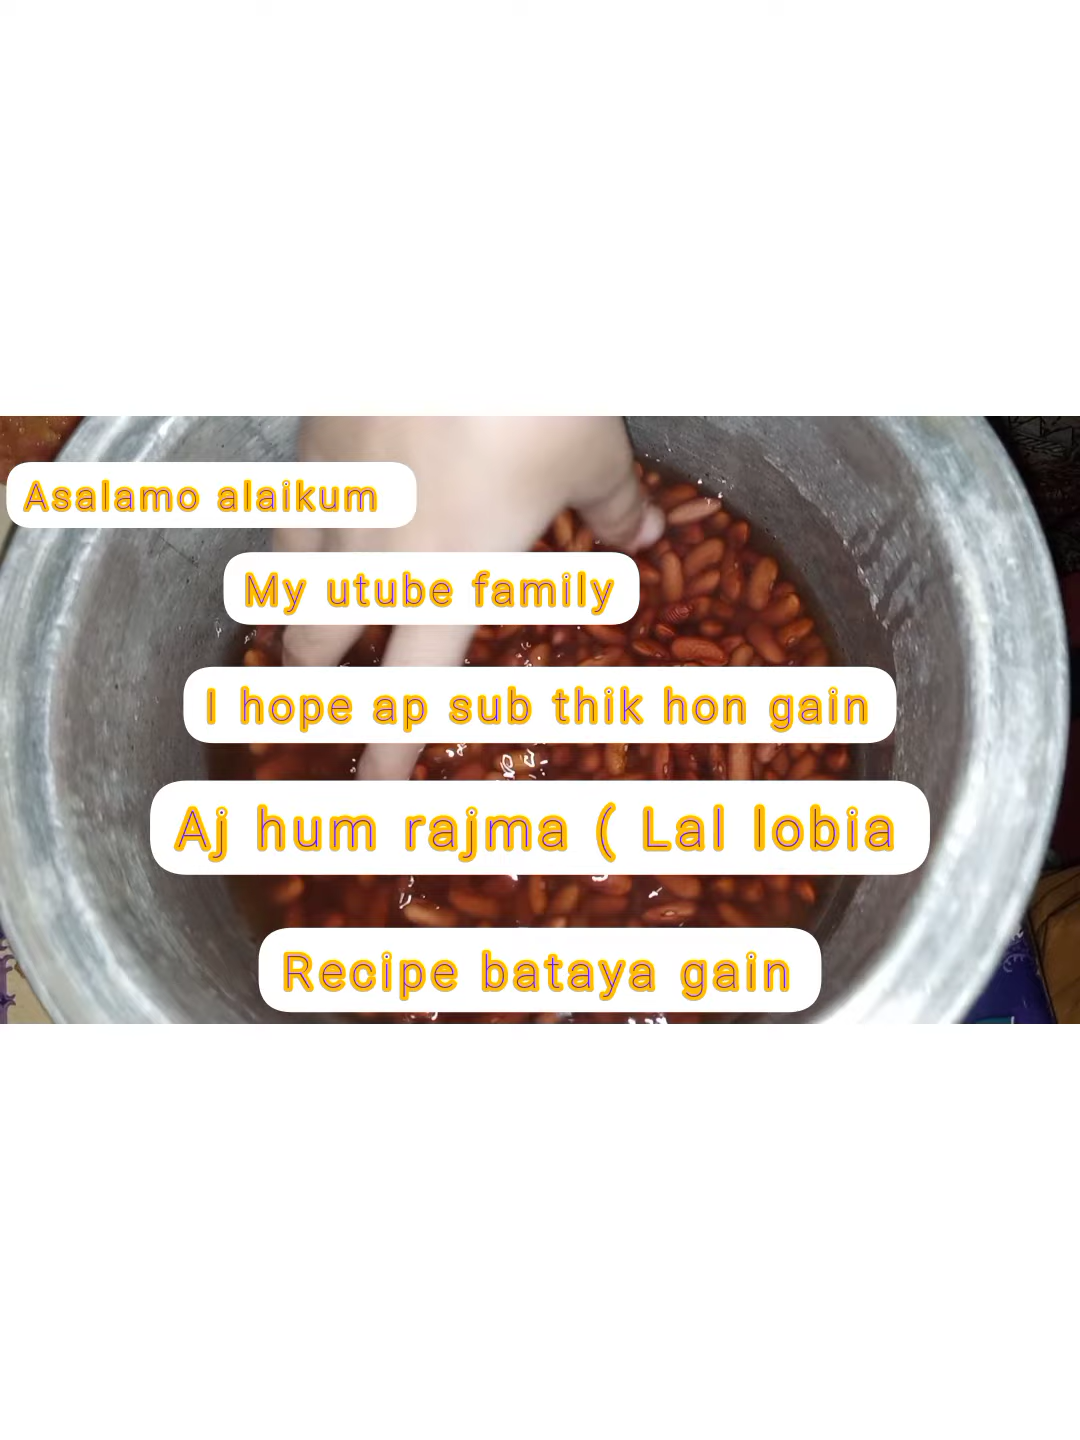 Asalamo alaikum
My utube family
I hope ap sub thik hon gain
Aj hum rajma ( Lal lobia
Recipe bataya gain